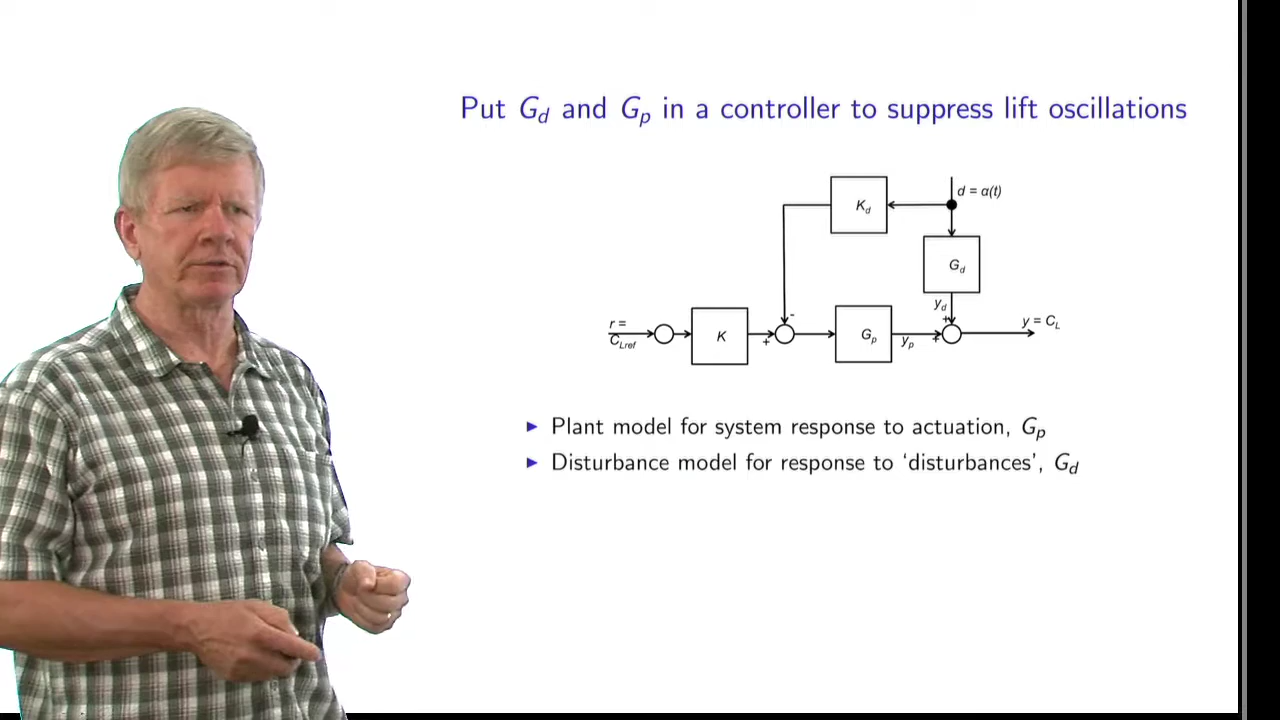 Put G_d and G_p in a controller to suppress lift oscillations
K_d
d = α(t)
G_d
y_d
+
-
r =
C_Lref
K
+
G_p
y_p
+
y = C_L
Plant model for system response to actuation, G_p
Disturbance model for response to ‘disturbances’, G_d